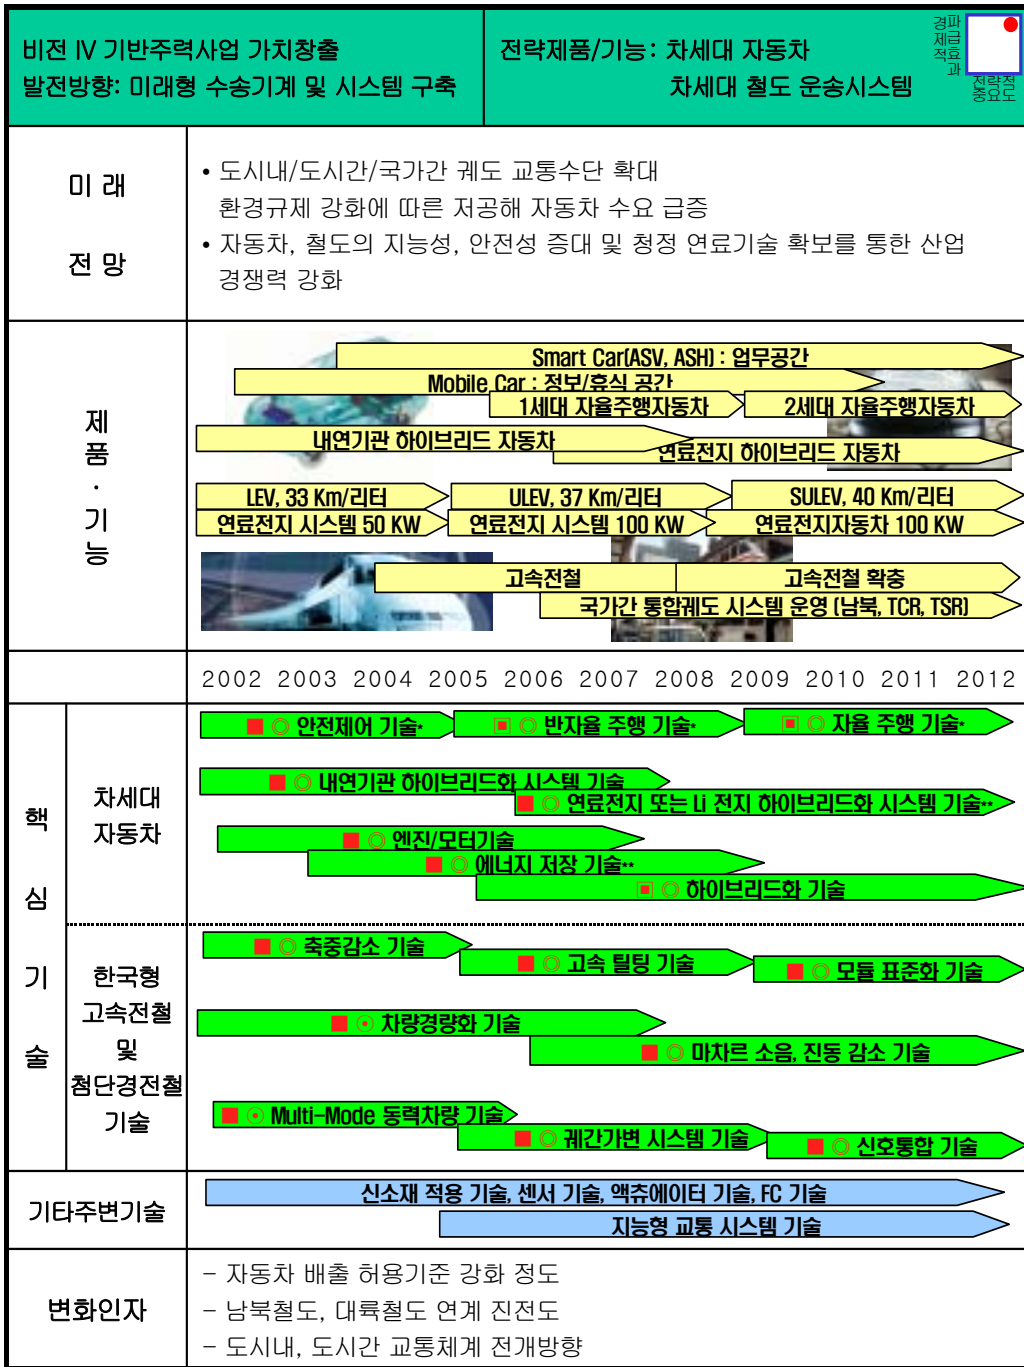 비전 Ⅳ 기반주력사업 가치창출
발전방향: 미래형 수송기계 및 시스템 구축
전략제품/기능: 차세대 자동차
차세대 철도 운송시스템
경제적
파급효과
전략적
중요도
미 래
전 망
• 도시내/도시간/국가간 궤도 교통수단 확대
환경규제 강화에 따른 저공해 자동차 수요 급증
• 자동차, 철도의 지능성, 안전성 증대 및 청정 연료기술 확보를 통한 산업
경쟁력 강화
제
품
·
기
능
Smart Car(ASV, ASH) : 업무공간
Mobile Car : 정보/휴식 공간
1세대 자율주행자동차
2세대 자율주행자동차
내연기관 하이브리드 자동차
연료전지 하이브리드 자동차
LEV, 33 Km/리터
ULEV, 37 Km/리터
SULEV, 40 Km/리터
연료전지 시스템 50 KW
연료전지 시스템 100 KW
연료전지자동차 100 KW
고속전철
고속전철 확충
국가간 통합궤도 시스템 운영 (남북, TCR, TSR)
2002 2003 2004 2005 2006 2007 2008 2009 2010 2011 2012
핵
심
기
술
차세대
자동차
■ ◎ 안전제어 기술*
▣ ◎ 반자율 주행 기술*
▣ ◎ 자율 주행 기술*
■ ◎ 내연기관 하이브리드화 시스템 기술
■ ◎ 연료전지 또는 Li 전지 하이브리드화 시스템 기술**
■ ◎ 엔진/모터기술
■ ◎ 에너지 저장 기술**
▣ ◎ 하이브리드화 기술
한국형
고속전철
및
첨단경전철
기술
■ ◎ 축중감소 기술
■ ◎ 고속 틸팅 기술
■ ◎ 모듈 표준화 기술
■ ⊙ 차량경량화 기술
■ ◎ 마차르 소음, 진동 감소 기술
■ ⊙ Multi-Mode 동력차량 기술
■ ◎ 궤간가변 시스템 기술
■ ◎ 신호통합 기술
기타주변기술
신소재 적용 기술, 센서 기술, 액츄에이터 기술, FC 기술
지능형 교통 시스템 기술
변화인자
- 자동차 배출 허용기준 강화 정도
- 남북철도, 대륙철도 연계 진전도
- 도시내, 도시간 교통체계 전개방향